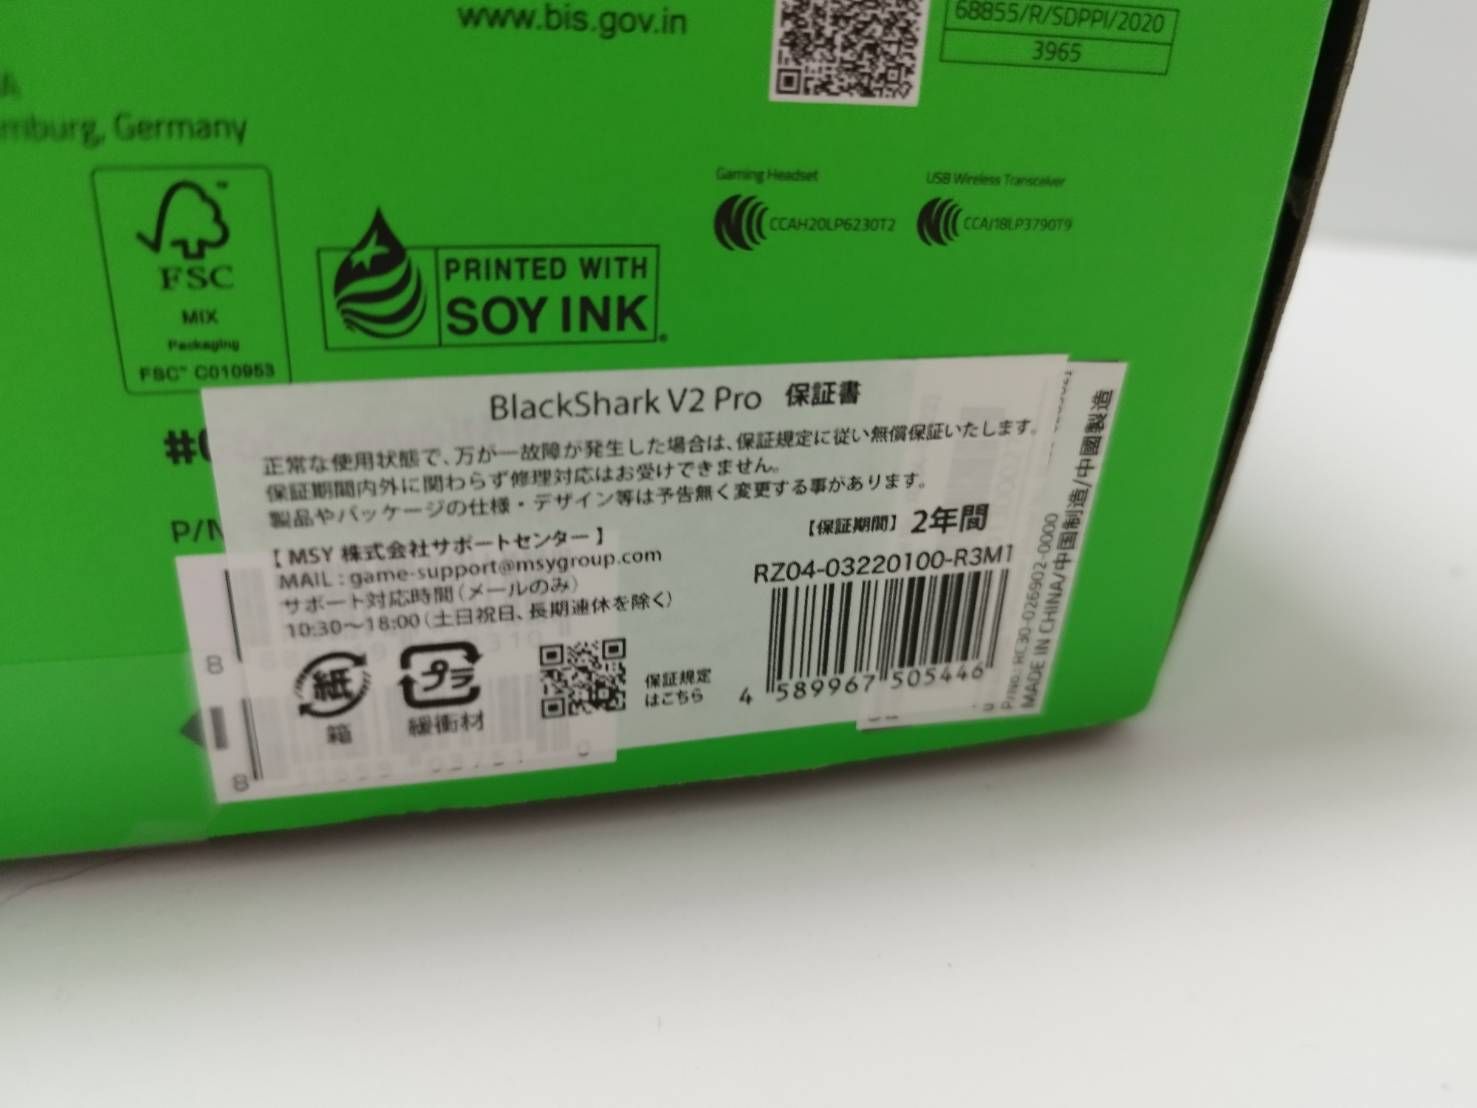 www.bis.gov.in
68855/R/SDPPI/2020
3965
mburg, Germany
Gaming Headset
USB Wireless Transceiver
CCAH20LP6230T2
CCAJ18LP3790T9
FSC
MIX
Packaging
FSC™ C010953
PRINTED WITH
SOY INK
BlackShark V2 Pro 保証書
正常な使用状態で、万が一故障が発生した場合は、保証規定に従い無償保証いたします。
保証期間内外に関わらず修理対応はお受けできません。
製品やパッケージの仕様・デザイン等は予告無く変更する事があります。
【保証期間】 2年間
【 MSY 株式会社サポートセンター 】
MAIL : game-support@msygroup.com
サポート対応時間（メールのみ）
10:30～18:00（土日祝日、長期連休を除く）
RZ04-03220100-R3M1
4 589967 505446
紙
箱
プラ
緩衝材
保証規定
はこちら
P/No: RC30-026902-0000
MADE IN CHINA/中国制造/中國製造
P/N
8
8